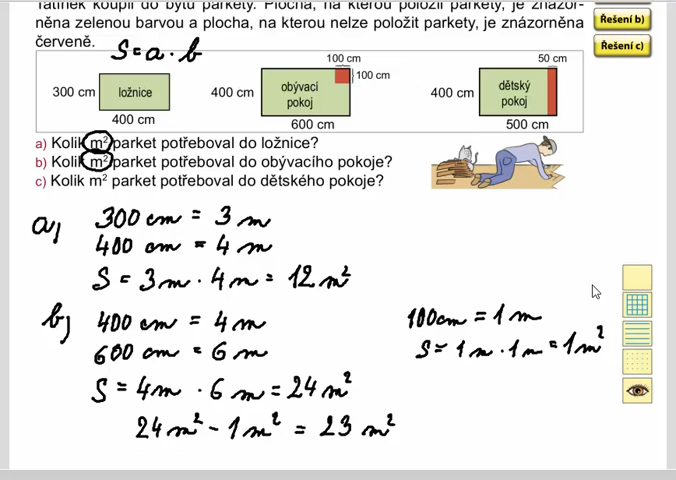 Tatínek koupil do bytu parkety. Plocha, na kterou položil parkety, je znázor-
něna zelenou barvou a plocha, na kterou nelze položit parkety, je znázorněna
červeně.
S = a · b
Řešení b)
Řešení c)
300 cm
ložnice
400 cm
400 cm
obývací
pokoj
100 cm
100 cm
600 cm
400 cm
dětský
pokoj
50 cm
500 cm
a) Kolik m² parket potřeboval do ložnice?
b) Kolik m² parket potřeboval do obývacího pokoje?
c) Kolik m² parket potřeboval do dětského pokoje?
a) 300 cm = 3 m
400 cm = 4 m
S = 3 m · 4 m = 12 m²
b) 400 cm = 4 m
600 cm = 6 m
S = 4 m · 6 m = 24 m²
24 m² - 1 m² = 23 m²
100 cm = 1 m
S = 1 m · 1 m = 1 m²